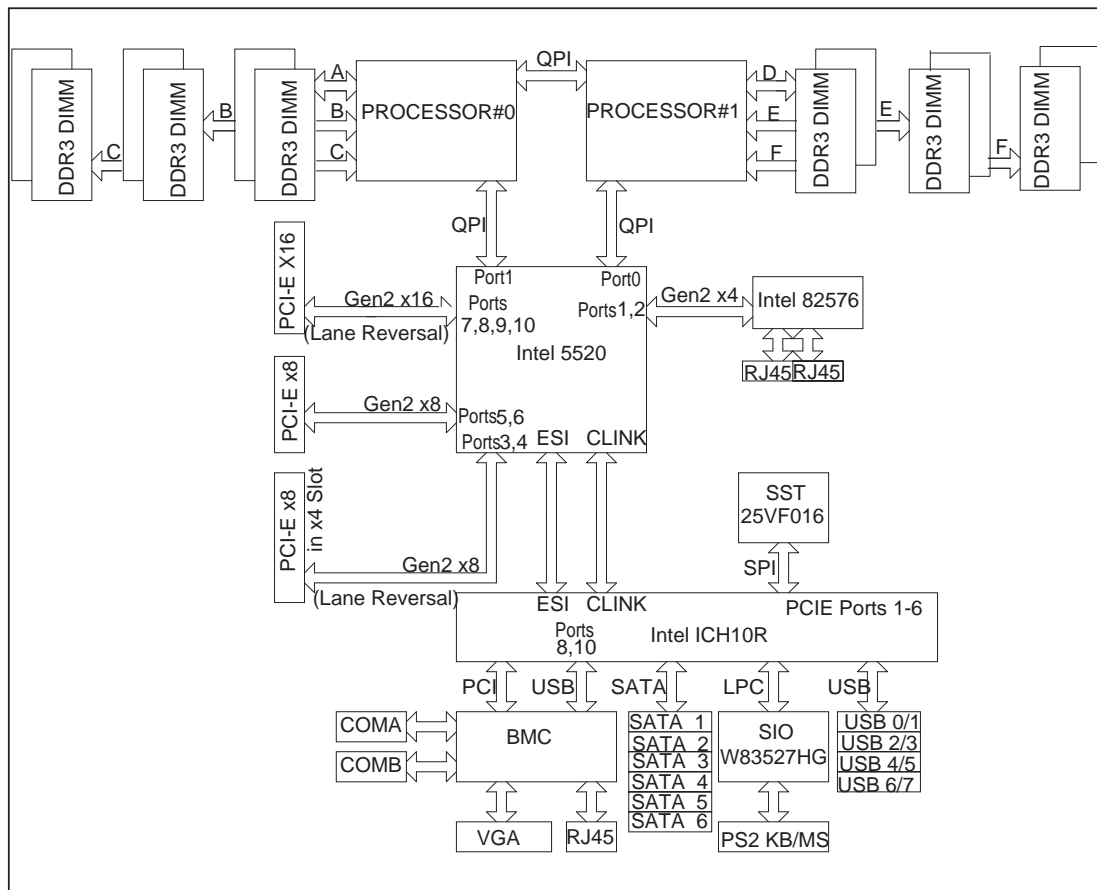 QPI
A
B
B
C
C
D
E
E
F
F
DDR3 DIMM
DDR3 DIMM
DDR3 DIMM
PROCESSOR#0
PROCESSOR#1
DDR3 DIMM
DDR3 DIMM
DDR3 DIMM
QPI
QPI
PCI-E X16
Gen2 x16
(Lane Reversal)
Port1
Port0
Ports
7,8,9,10
Ports1,2
Intel 5520
Gen2 x4
Intel 82576
RJ45
RJ45
PCI-E x8
Gen2 x8
Ports5,6
Ports3,4
ESI
CLINK
PCI-E x8
in x4 Slot
Gen2 x8
(Lane Reversal)
SST
25VF016
SPI
ESI
CLINK
PCIE Ports 1-6
Ports
8,10
Intel ICH10R
PCI
USB
SATA
LPC
USB
COMA
COMB
BMC
SATA 1
SATA 2
SATA 3
SATA 4
SATA 5
SATA 6
SIO
W83527HG
USB 0/1
USB 2/3
USB 4/5
USB 6/7
VGA
RJ45
PS2 KB/MS